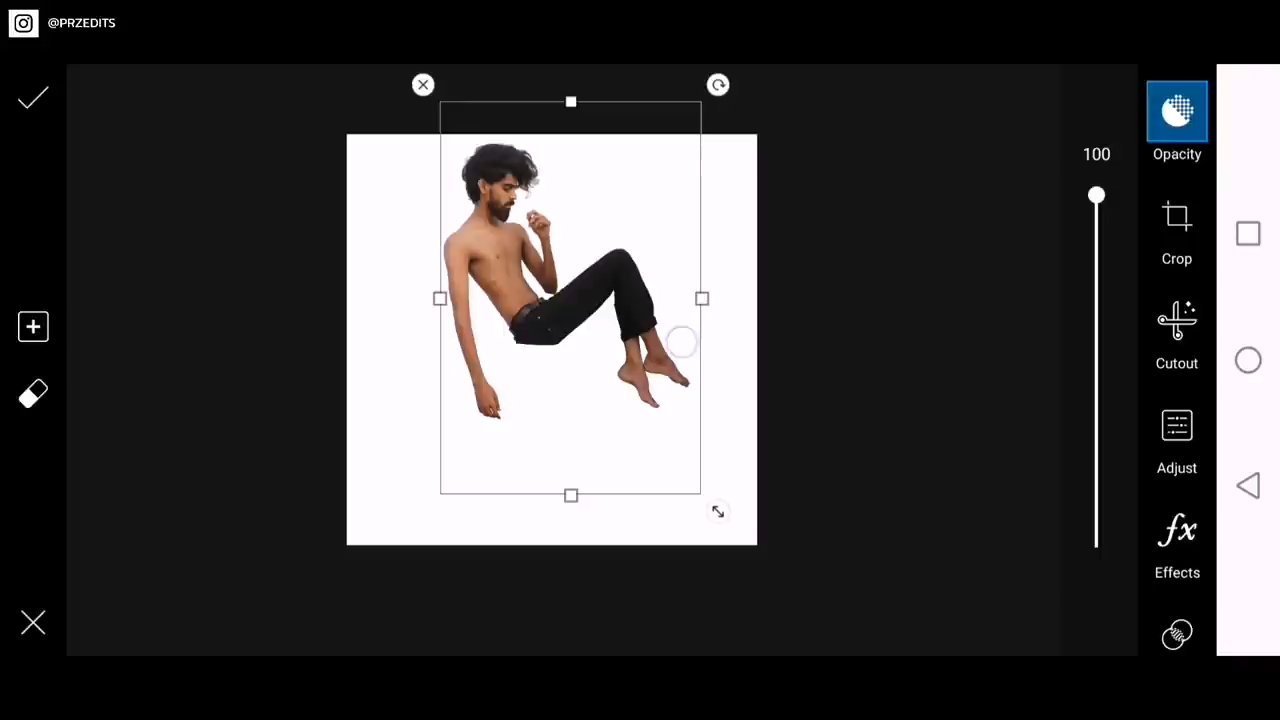 @PRZEDITS
100
Opacity
Crop
Cutout
Adjust
fx
Effects